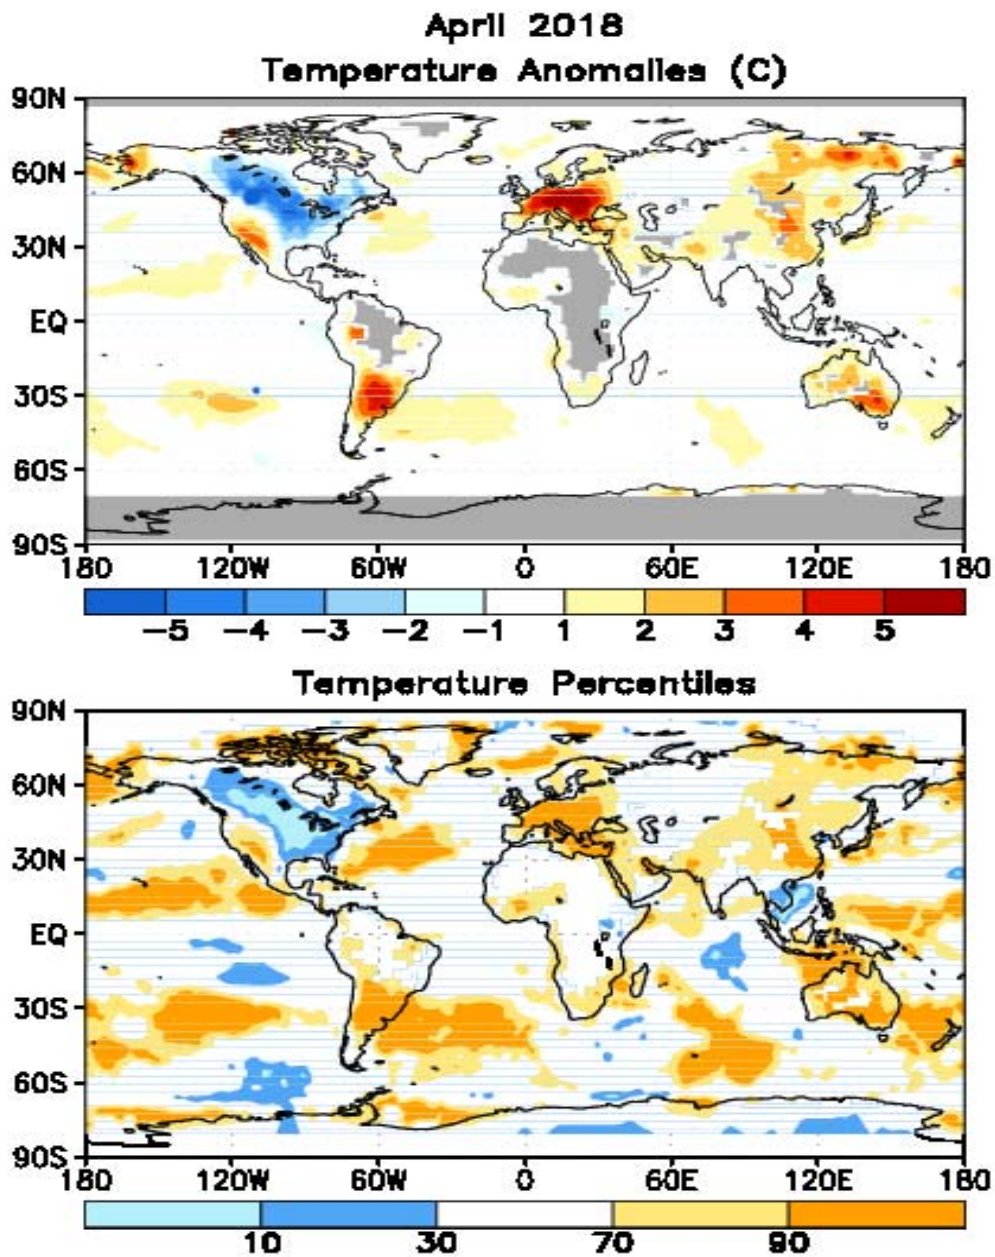 April 2018
Temperature Anomalies (C)
90N
60N
30N
EQ
30S
60S
90S
180 120W 60W 0 60E 120E 180
−5 −4 −3 −2 −1 1 2 3 4 5
Temperature Percentiles
90N
60N
30N
EQ
30S
60S
90S
180 120W 60W 0 60E 120E 180
10 30 70 90